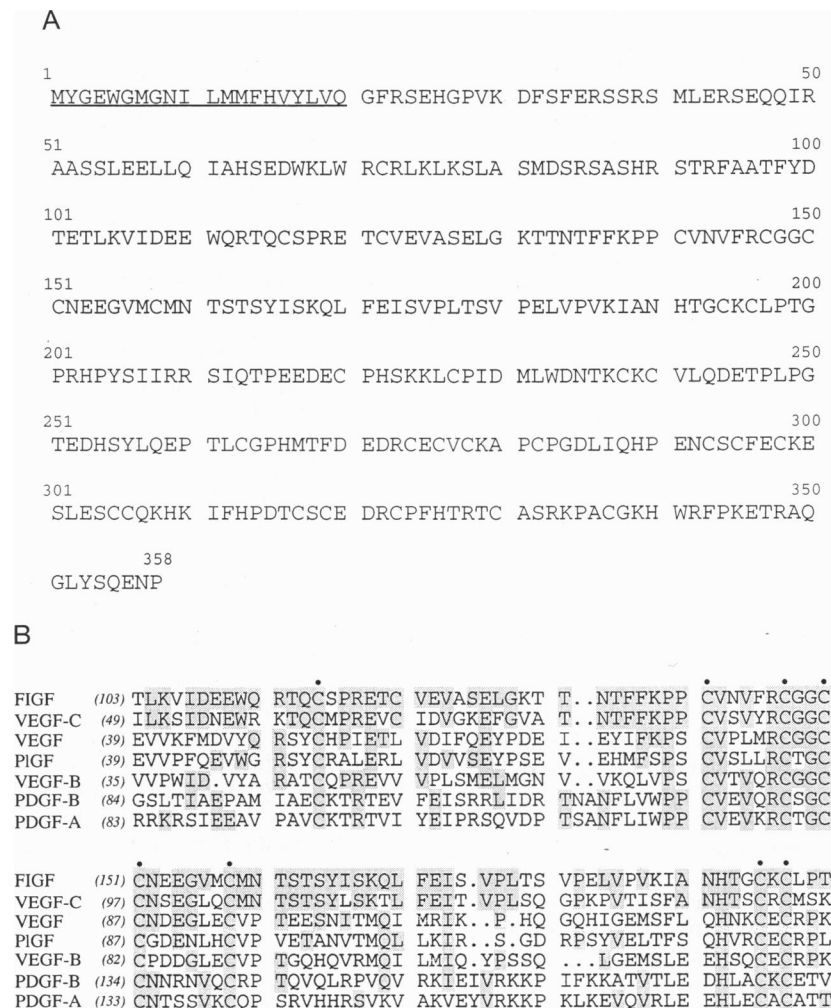 A
1 50
MYGEWGMGNI LMMFHVYLVQ GFRSEHGPVK DFSFERSSRS MLERSEQQIR
51 100
AASSLEELLQ IAHSEDWKLW RCRLKLKSLA SMDSRSASHR STRFAATFYD
101 150
TETLKVIDEE WQRTQCSPRE TCVEVASELG KTTNTFFKPP CVNVFRCGGC
151 200
CNEEGVMCMN TSTSYISKQL FEISVPLTSV PELVPVKIAN HTGCKCLPTG
201 250
PRHPYSIIRR SIQTPEEDEC PHSKKLCPID MLWDNTKCKC VLQDETPLPG
251 300
TEDHSYLQEP TLCGPHMTFD EDRCECVCKA PCPGDLIQHP ENCSCFECKE
301 350
SLESCCQKHK IFHPDTCSCE DRCPFHTRTC ASRKPACGKH WRFPKETRAQ
358
GLYSQENP
B
FIGF (103) TLKVIDEEWQ RTQCSPRETC VEVASELGKT T..NTFFKPP CVNVFRCGGC
VEGF-C (49) ILKSIDNEWR KTQCMPREVC IDVGKEFGVA T..NTFFKPP CVSVYRCGGC
VEGF (39) EVVKFMDVYQ RSYCHPIETL VDIFQEYPDE I..EYIFKPS CVPLMRCGGC
PlGF (39) EVVPFQEVWG RSYCRALERL VDVVSEYPSE V..EHMFSPS CVSLLRCTGC
VEGF-B (35) VVPWID.VYA RATCQPREVV VPLSMELMGN V..VKQLVPS CVTVQRCGGC
PDGF-B (84) GSLTIAEPAM IAECKTRTEV FEISRRLIDR TNANFLVWPP CVEVQRCSGC
PDGF-A (83) RRKRSIEEAV PAVCKTRTVI YEIPRSQVDP TSANFLIWPP CVEVKRCTGC
FIGF (151) CNEEGVMCMN TSTSYISKQL FEIS.VPLTS VPELVPVKIA NHTGCKCLPT
VEGF-C (97) CNSEGLQCMN TSTSYLSKTL FEIT.VPLSQ GPKPVTISFA NHTSCRCMSK
VEGF (87) CNDEGLECVP TEESNITMQI MRIK..P.HQ GQHIGEMSFL QHNKCECRPK
PlGF (87) CGDENLHCVP VETANVTMQL LKIR..S.GD RPSYVELTFS QHVRCECRPL
VEGF-B (82) CPDDGLECVP TGQHQVRMQI LMIQ.YPSSQ ...LGEMSLE EHSQCECRPK
PDGF-B (134) CNNRNVQCRP TQVQLRPVQV RKIEIVRKKP IFKKATVTLE DHLACKCETV
PDGF-A (133) CNTSSVKCQP SRVHHRSVKV AKVEYVRKKP KLKEVQVRLE EHLECACATT